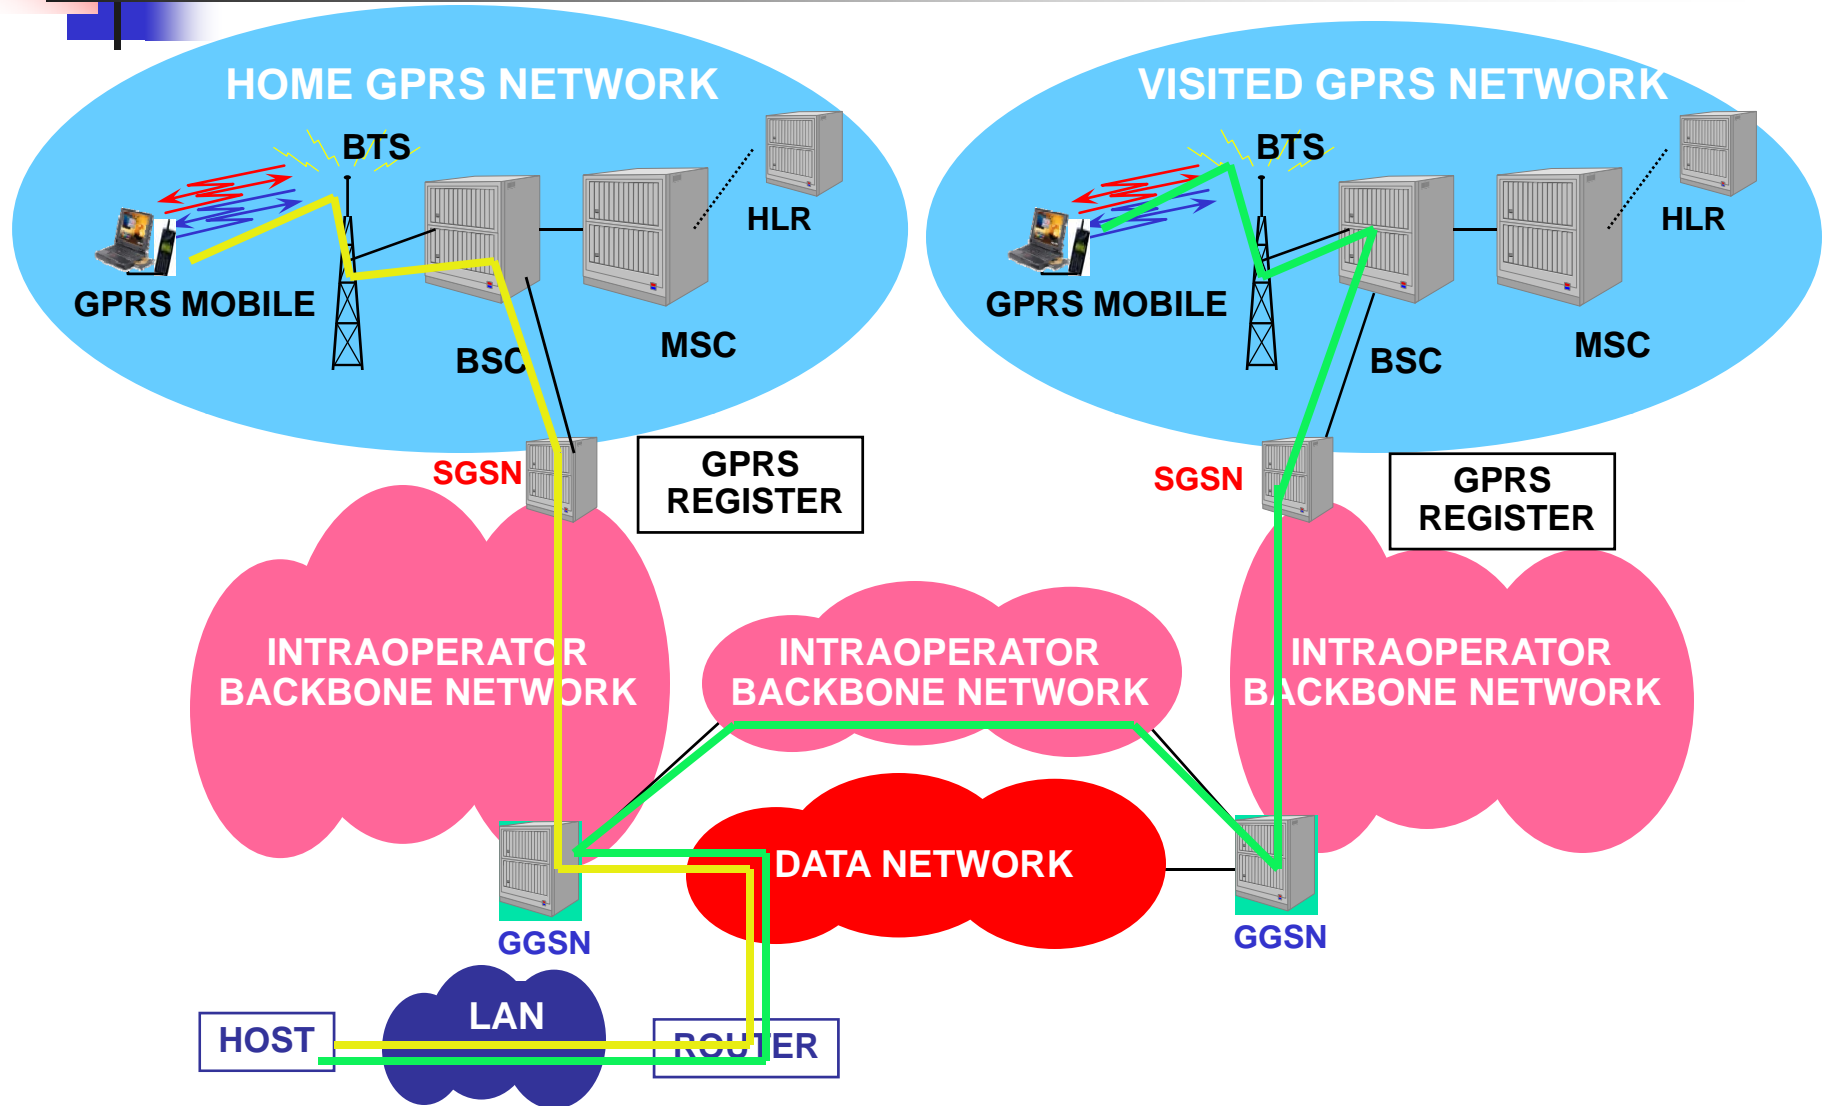 HOME GPRS NETWORK
VISITED GPRS NETWORK
BTS
HLR
GPRS MOBILE
BSC
MSC
BTS
HLR
GPRS MOBILE
BSC
MSC
SGSN
GPRS
REGISTER
SGSN
GPRS
REGISTER
INTRAOPERATOR
BACKBONE NETWORK
INTRAOPERATOR
BACKBONE NETWORK
INTRAOPERATOR
BACKBONE NETWORK
DATA NETWORK
GGSN
GGSN
LAN
HOST
ROUTER